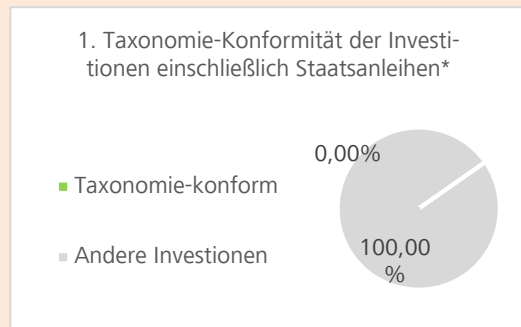 1. Taxonomie-Konformität der Investi-
tionen einschließlich Staatsanleihen*
0,00%
Taxonomie-konform
Andere Investionen
100,00
%